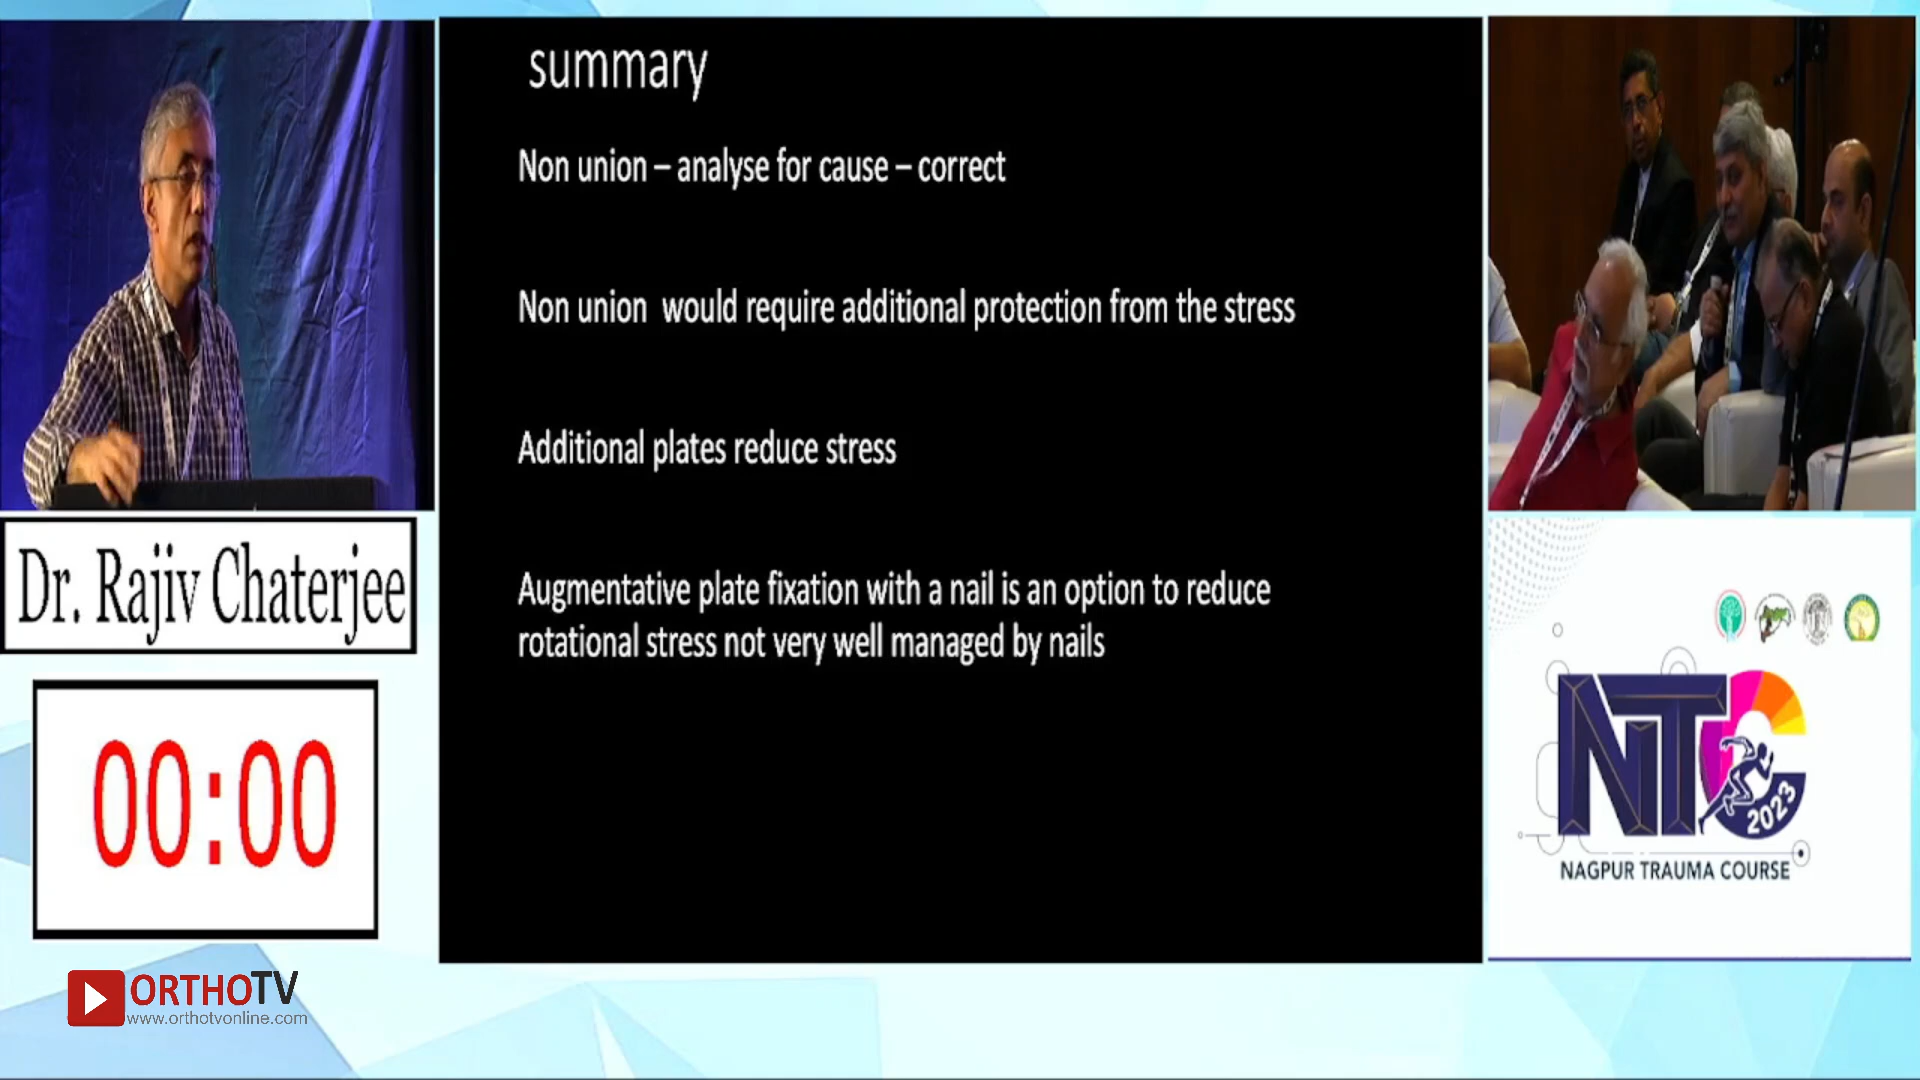 summary
Non union – analyse for cause – correct
Non union would require additional protection from the stress
Additional plates reduce stress
Augmentative plate fixation with a nail is an option to reduce
rotational stress not very well managed by nails
Dr. Rajiv Chaterjee
00:00
NTC
2023
NAGPUR TRAUMA COURSE
ORTHOTV
www.orthotvonline.com